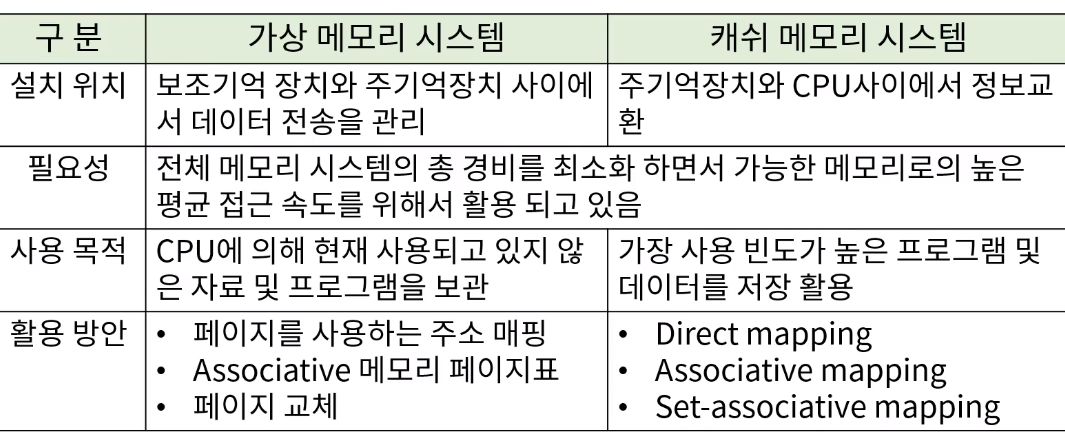 구 분 가상 메모리 시스템 캐쉬 메모리 시스템
설치 위치 보조기억 장치와 주기억장치 사이에 주기억장치와 CPU사이에서 정보교
서 데이터 전송을 관리 환
필요성 전체 메모리 시스템의 총 경비를 최소화 하면서 가능한 메모리로의 높은
평균 접근 속도를 위해서 활용 되고 있음
사용 목적 CPU에 의해 현재 사용되고 있지 않 가장 사용 빈도가 높은 프로그램 및
은 자료 및 프로그램을 보관 데이터를 저장 활용
활용 방안 • 페이지를 사용하는 주소 매핑 • Direct mapping
• Associative 메모리 페이지표 • Associative mapping
• 페이지 교체 • Set-associative mapping